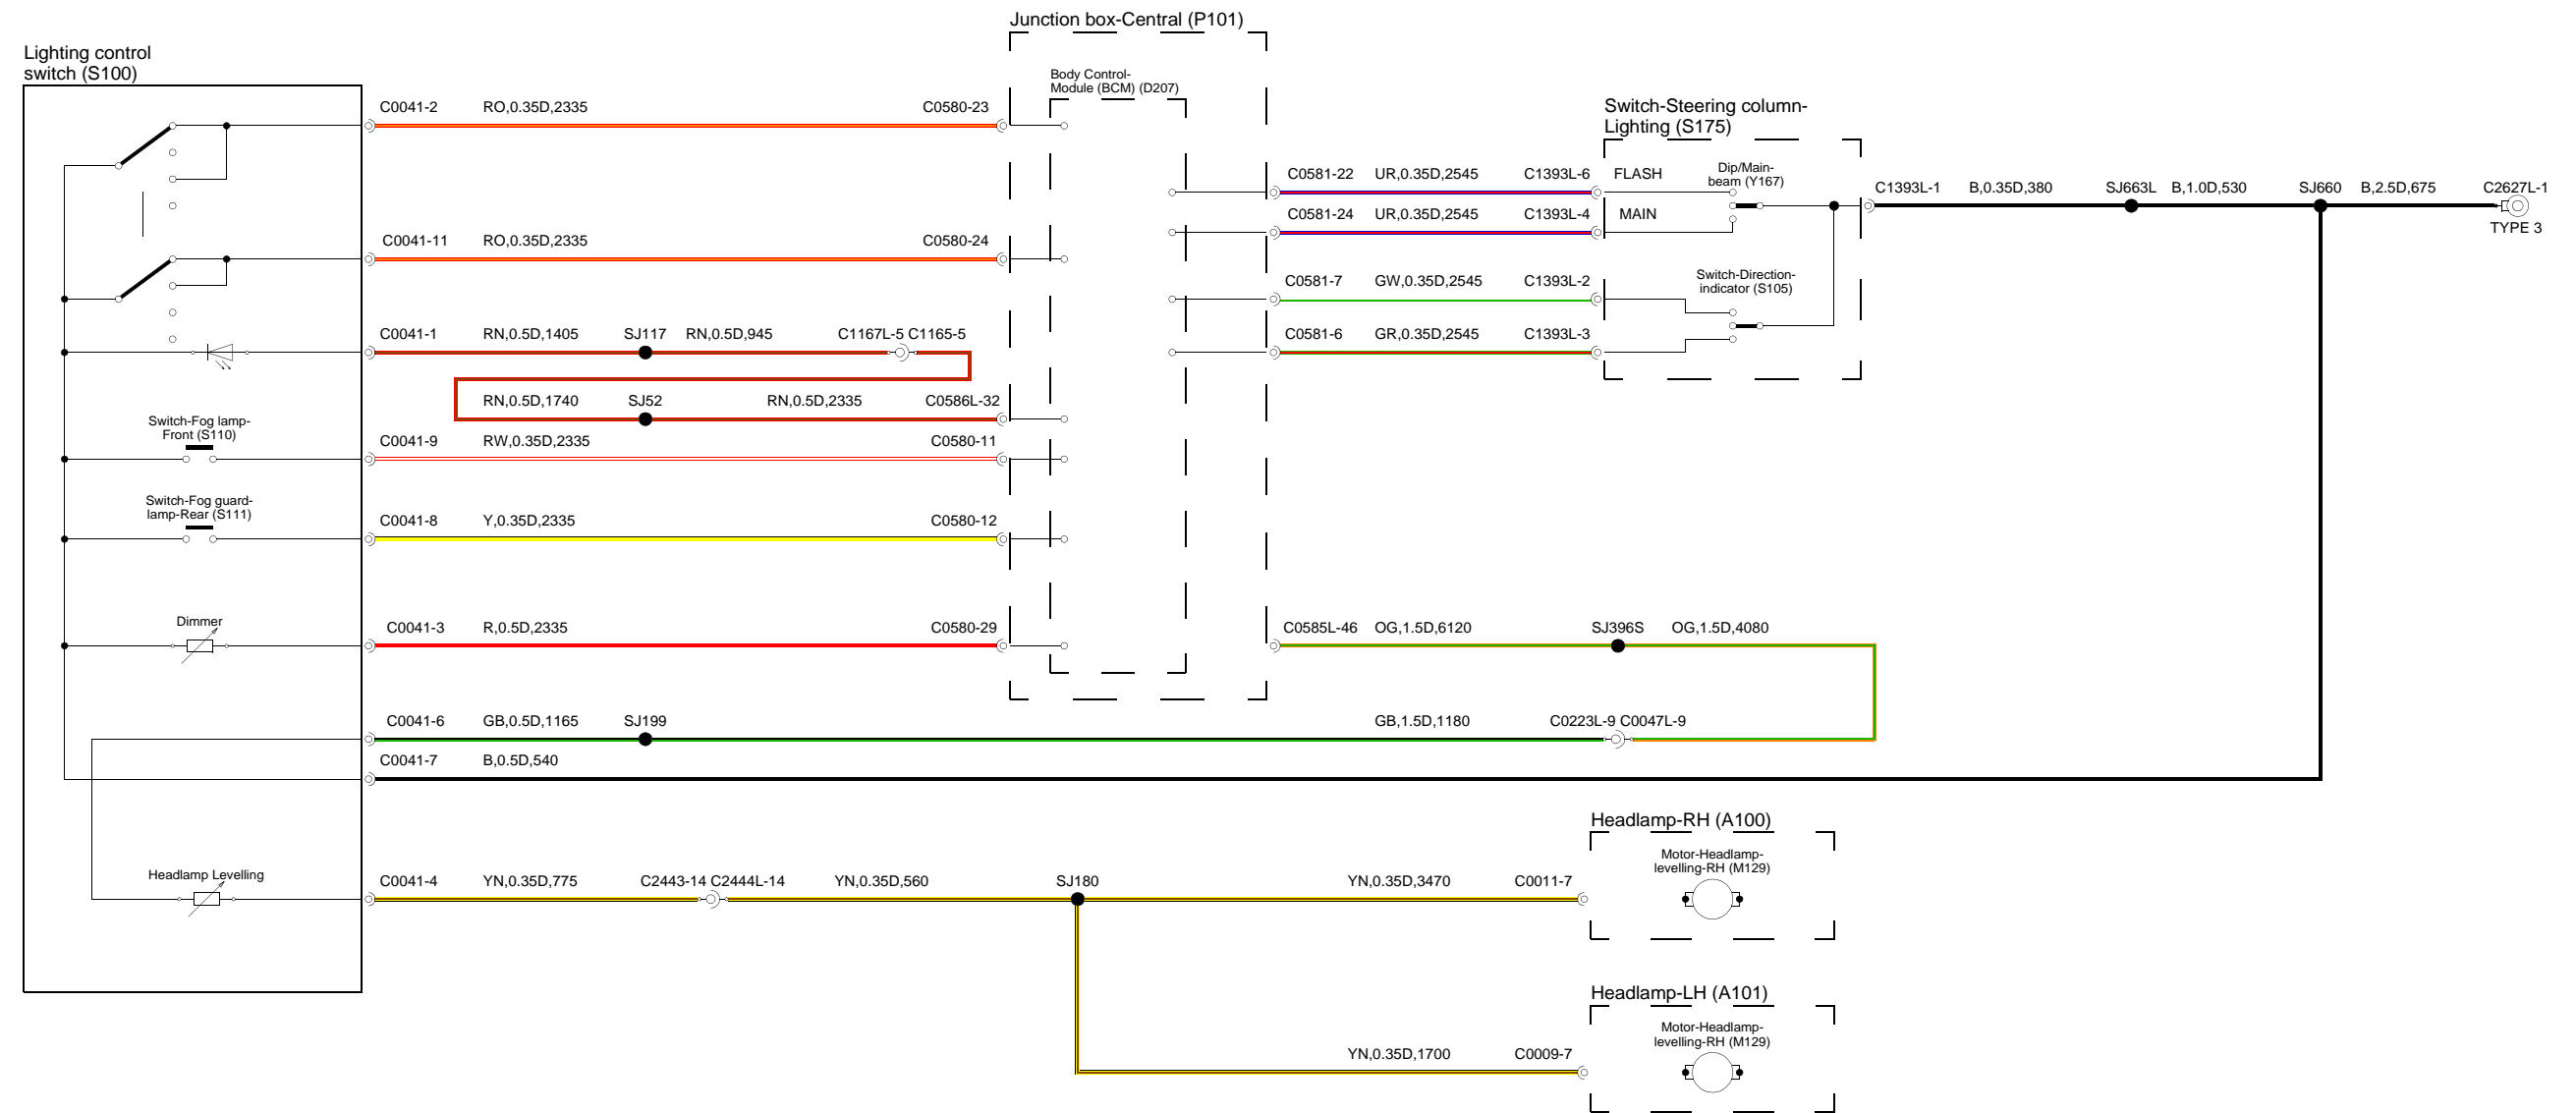 Junction box-Central (P101)
Lighting control
switch (S100)
Body Control-
Module (BCM) (D207)
C0041-2 RO,0.35D,2335 C0580-23
Switch-Steering column-
Lighting (S175)
C0581-22 UR,0.35D,2545 C1393L-6 FLASH
Dip/Main-
beam (Y167)
C1393L-1 B,0.35D,380 SJ663L B,1.0D,530 SJ660 B,2.5D,675 C2627L-1
C0581-24 UR,0.35D,2545 C1393L-4 MAIN
TYPE 3
C0041-11 RO,0.35D,2335 C0580-24
C0581-7 GW,0.35D,2545 C1393L-2
Switch-Direction-
indicator (S105)
C0041-1 RN,0.5D,1405 SJ117 RN,0.5D,945 C1167L-5 C1165-5
C0581-6 GR,0.35D,2545 C1393L-3
RN,0.5D,1740 SJ52 RN,0.5D,2335 C0586L-32
Switch-Fog lamp-
Front (S110)
C0041-9 RW,0.35D,2335 C0580-11
Switch-Fog guard-
lamp-Rear (S111)
C0041-8 Y,0.35D,2335 C0580-12
Dimmer
C0041-3 R,0.5D,2335 C0580-29
C0585L-46 OG,1.5D,6120 SJ396S OG,1.5D,4080
C0041-6 GB,0.5D,1165 SJ199 GB,1.5D,1180 C0223L-9 C0047L-9
C0041-7 B,0.5D,540
Headlamp-RH (A100)
Motor-Headlamp-
levelling-RH (M129)
Headlamp Levelling
C0041-4 YN,0.35D,775 C2443-14 C2444L-14 YN,0.35D,560 SJ180 YN,0.35D,3470 C0011-7
Headlamp-LH (A101)
Motor-Headlamp-
levelling-RH (M129)
YN,0.35D,1700 C0009-7